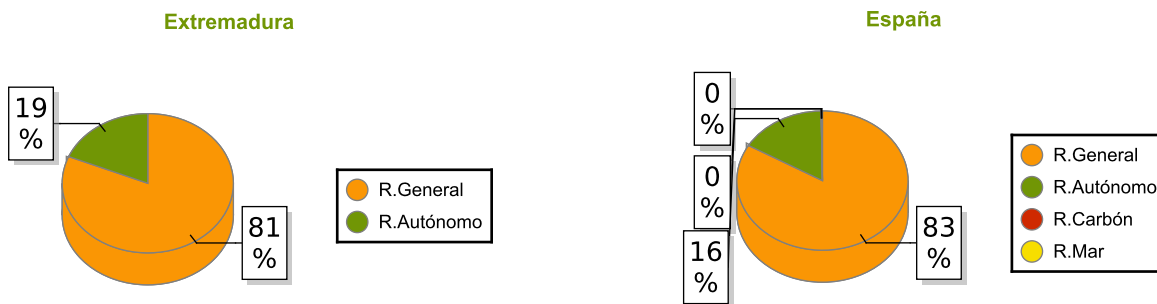 Extremadura
19
%
81
%
R.General
R.Autónomo
España
0
%
0
%
16
%
83
%
R.General
R.Autónomo
R.Carbón
R.Mar